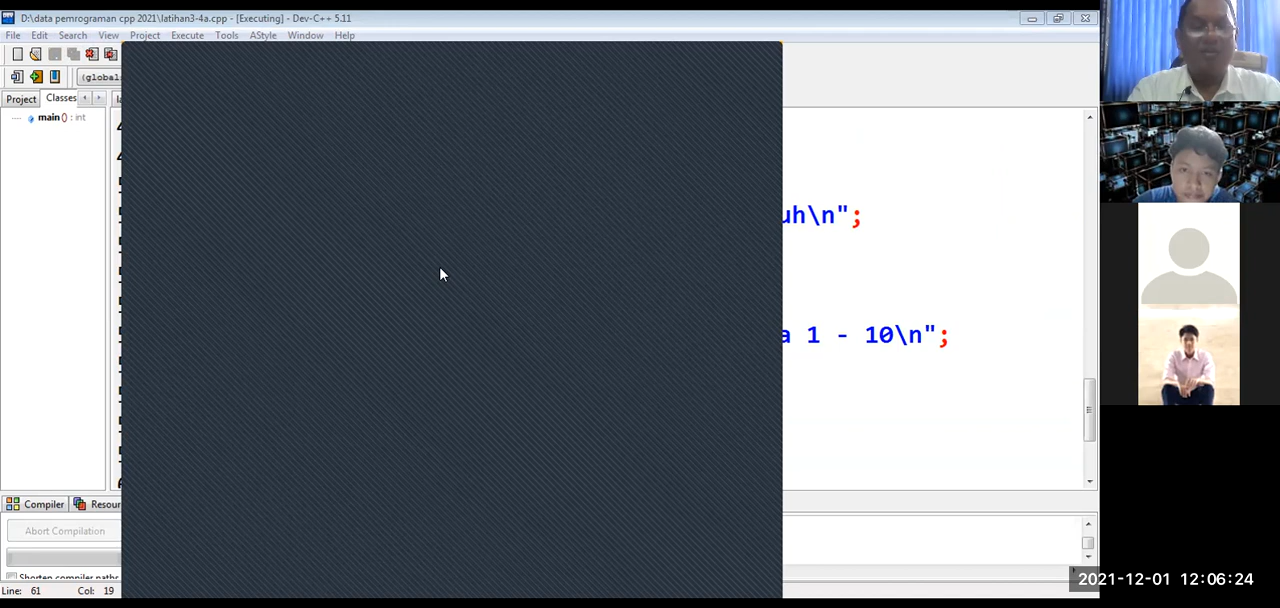 D:\data pemrograman cpp 2021\latihan3-4a.cpp - [Executing] - Dev-C++ 5.11
File Edit Search View Project Execute Tools AStyle Window Help
(global
Project Classes
main () : int
uh\n";
a 1 - 10\n";
Compiler Resour
Abort Compilation
Shorten compiler paths
Line: 61 Col: 19
2021-12-01 12:06:24